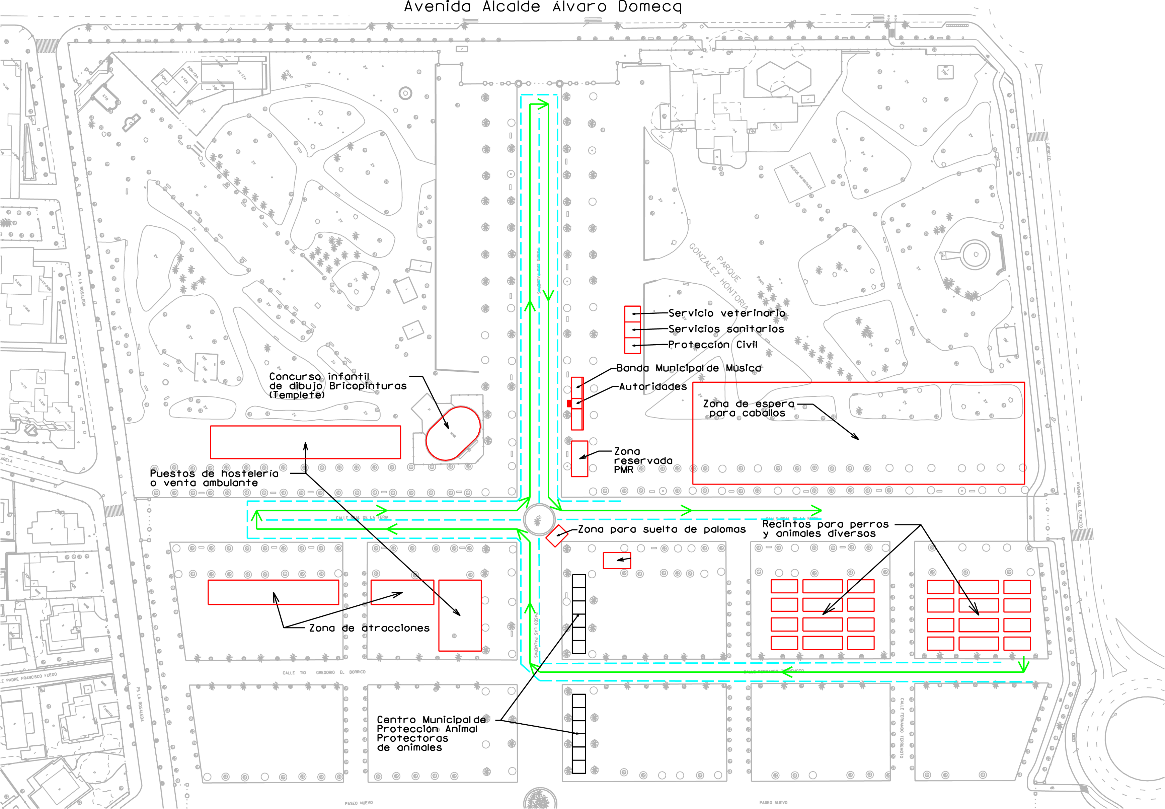 Avenida Alcalde Álvaro Domecq
PARQUE
GONZALEZ HONTORIA
Servicio veterinario
Servicios sanitarios
Protección Civil
Banda Municipal de Música
Autoridades
Concurso infantil
de dibujo Bricopinturas
(Templete)
Zona de espera
para caballos
Zona
reservada
PMR
Puestos de hostelería
o venta ambulante
Zona para suelta de palomas
Recintos para perros
y animales diversos
Zona de atracciones
Centro Municipal de
Protección Animal
Protectoras
de animales